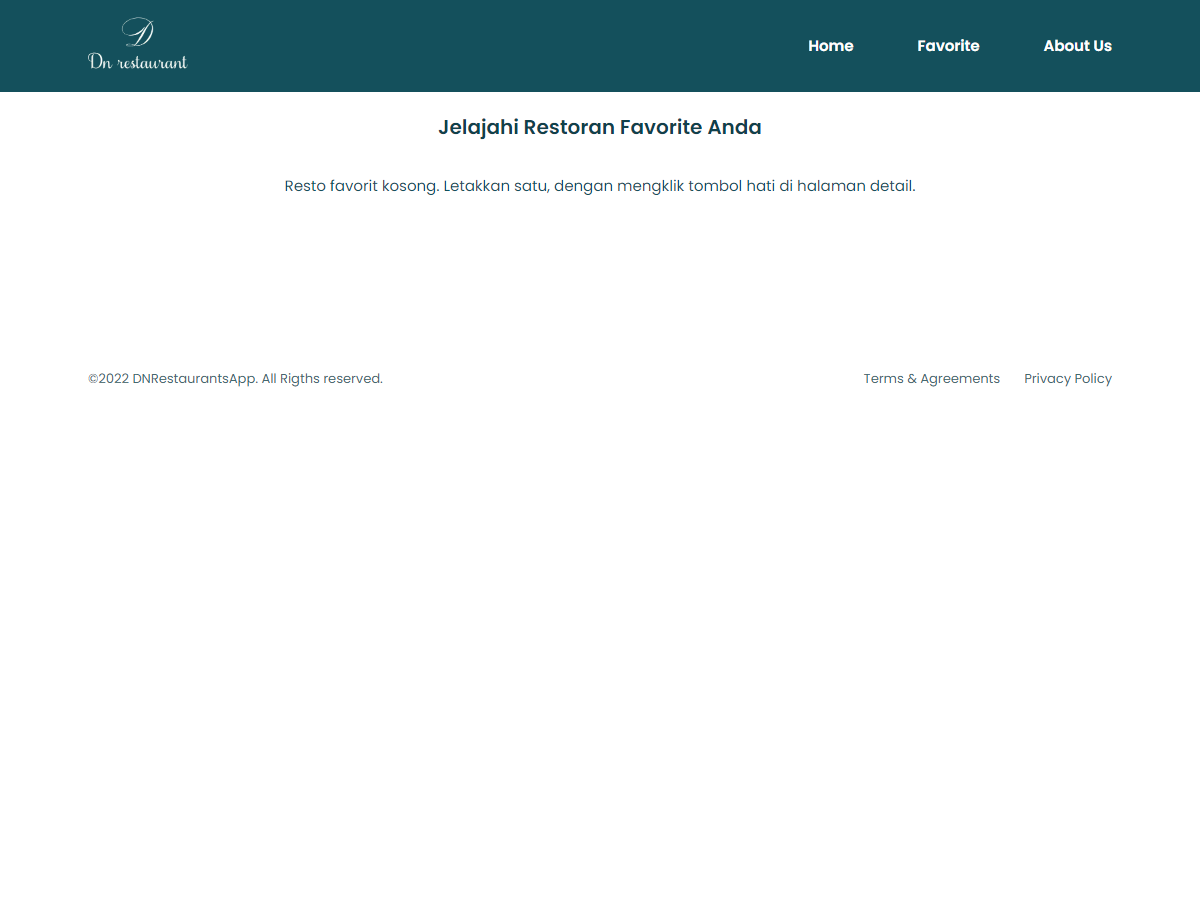 D
Dn restaurant
Home Favorite About Us
Jelajahi Restoran Favorite Anda
Resto favorit kosong. Letakkan satu, dengan mengklik tombol hati di halaman detail.
©2022 DNRestaurantsApp. All Rigths reserved. Terms & Agreements Privacy Policy